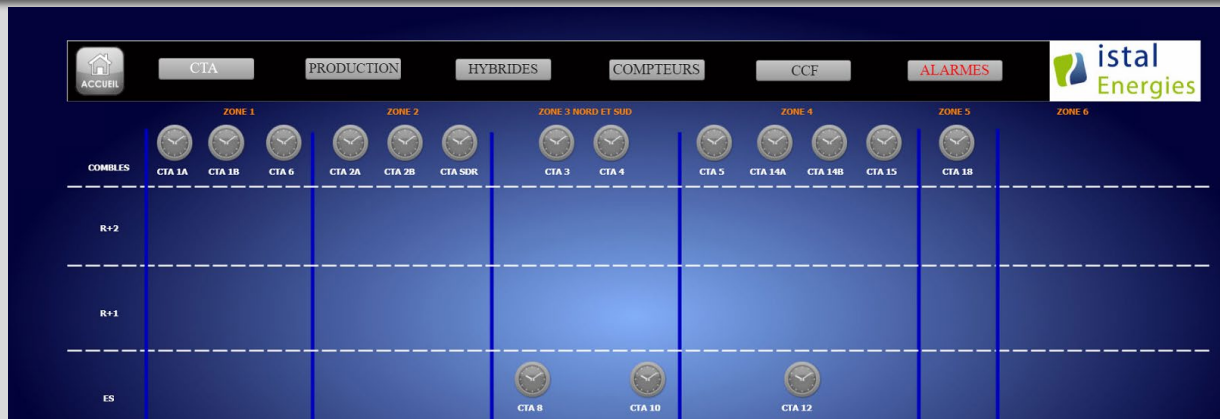 ACCUEIL CTA PRODUCTION HYBRIDES COMPTEURS CCF ALARMES
istal
Energies
ZONE 1 ZONE 2 ZONE 3 NORD ET SUD ZONE 4 ZONE 5 ZONE 6
COMBLES CTA 1A CTA 1B CTA 6 CTA 2A CTA 2B CTA SDR CTA 3 CTA 4 CTA 5 CTA 14A CTA 14B CTA 15 CTA 18
R+2
R+1
ES
CTA 8 CTA 10 CTA 12